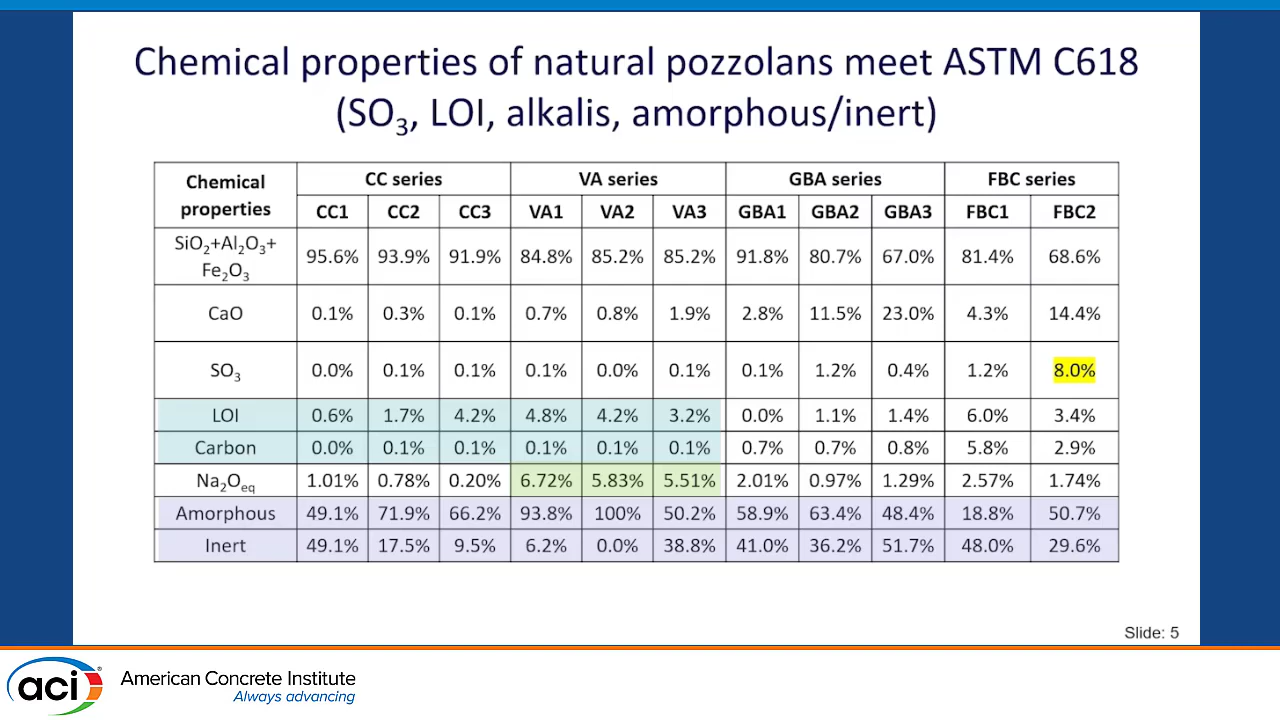 Chemical properties of natural pozzolans meet ASTM C618
(SO3, LOI, alkalis, amorphous/inert)
Chemical properties CC series VA series GBA series FBC series
CC1 CC2 CC3 VA1 VA2 VA3 GBA1 GBA2 GBA3 FBC1 FBC2
SiO2+Al2O3+Fe2O3 95.6% 93.9% 91.9% 84.8% 85.2% 85.2% 91.8% 80.7% 67.0% 81.4% 68.6%
CaO 0.1% 0.3% 0.1% 0.7% 0.8% 1.9% 2.8% 11.5% 23.0% 4.3% 14.4%
SO3 0.0% 0.1% 0.1% 0.1% 0.0% 0.1% 0.1% 1.2% 0.4% 1.2% 8.0%
LOI 0.6% 1.7% 4.2% 4.8% 4.2% 3.2% 0.0% 1.1% 1.4% 6.0% 3.4%
Carbon 0.0% 0.1% 0.1% 0.1% 0.1% 0.1% 0.7% 0.7% 0.8% 5.8% 2.9%
Na2Oeq 1.01% 0.78% 0.20% 6.72% 5.83% 5.51% 2.01% 0.97% 1.29% 2.57% 1.74%
Amorphous 49.1% 71.9% 66.2% 93.8% 100% 50.2% 58.9% 63.4% 48.4% 18.8% 50.7%
Inert 49.1% 17.5% 9.5% 6.2% 0.0% 38.8% 41.0% 36.2% 51.7% 48.0% 29.6%
Slide: 5
aci® American Concrete Institute
Always advancing